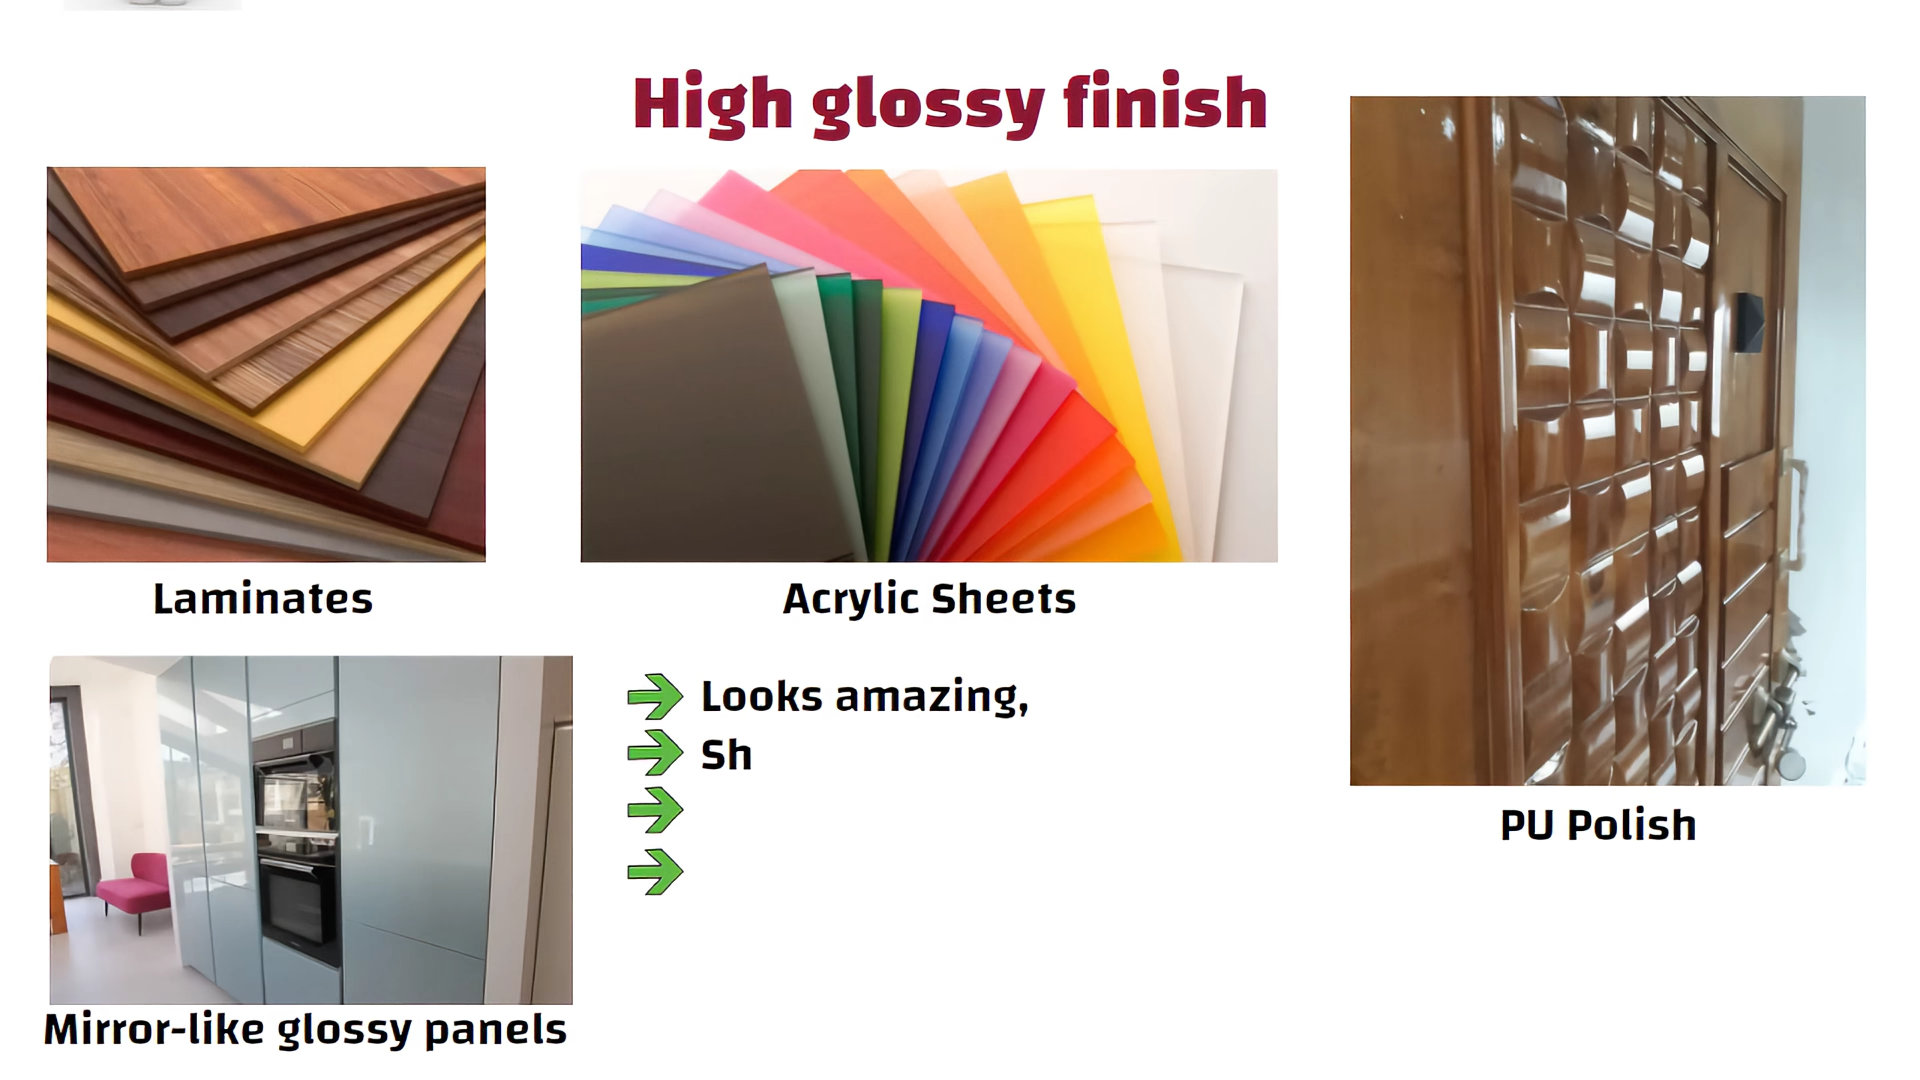 High glossy finish
Laminates
Acrylic Sheets
Looks amazing,
Sh
PU Polish
Mirror-like glossy panels